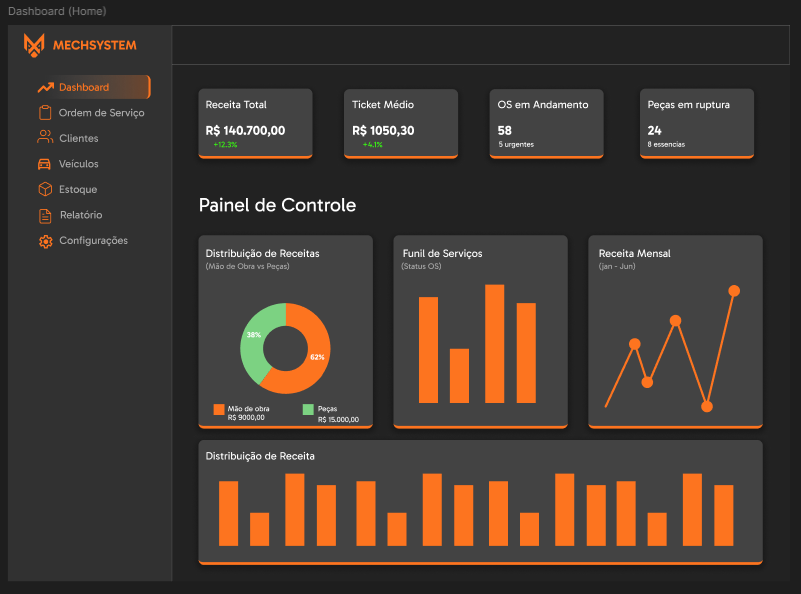 Dashboard (Home)
MECHSYSTEM
Dashboard
Ordem de Serviço
Clientes
Veículos
Estoque
Relatório
Configurações
Receita Total
R$ 140.700,00
+12.3%
Ticket Médio
R$ 1050,30
+4.1%
OS em Andamento
58
5 urgentes
Peças em ruptura
24
8 essencias
Painel de Controle
Distribuição de Receitas
(Mão de Obra vs Peças)
38%
62%
Mão de obra
R$ 9000,00
Peças
R$ 15.000,00
Funil de Serviços
(Status OS)
Receita Mensal
(jan - Jun)
Distribuição de Receita